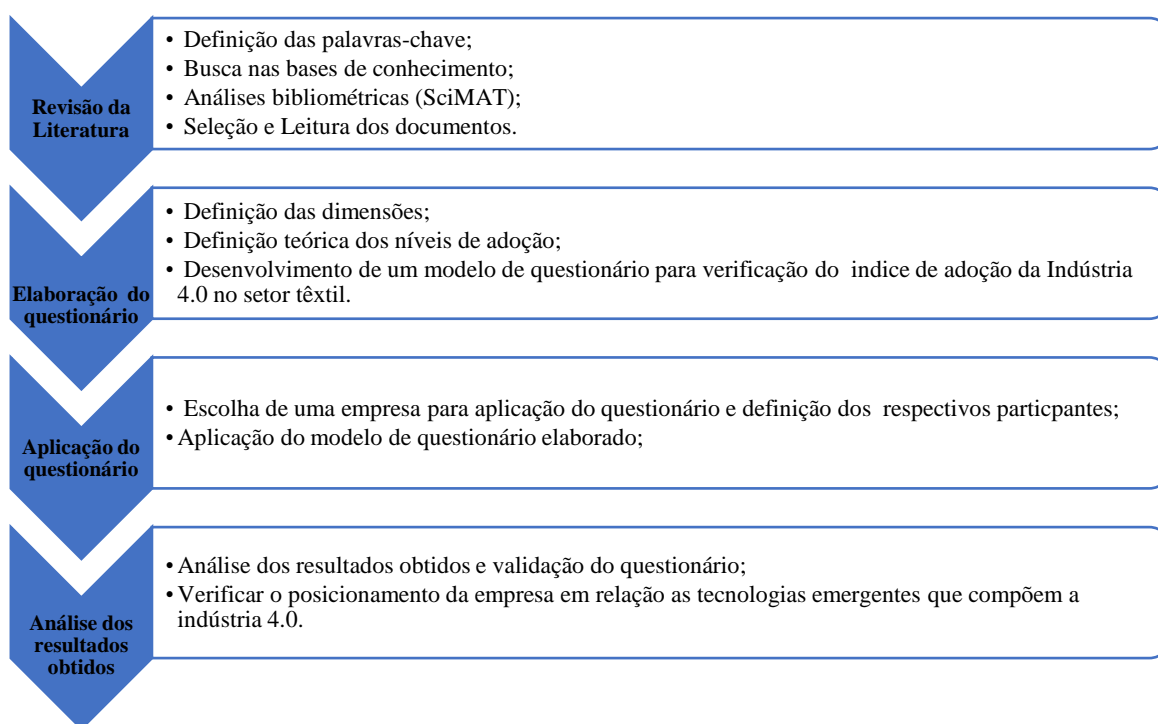 Revisão da
Literatura
• Definição das palavras-chave;
• Busca nas bases de conhecimento;
• Análises bibliométricas (SciMAT);
• Seleção e Leitura dos documentos.
Elaboração do
questionário
• Definição das dimensões;
• Definição teórica dos níveis de adoção;
• Desenvolvimento de um modelo de questionário para verificação do indice de adoção da Indústria
4.0 no setor têxtil.
Aplicação do
questionário
• Escolha de uma empresa para aplicação do questionário e definição dos respectivos particpantes;
• Aplicação do modelo de questionário elaborado;
Análise dos
resultados
obtidos
• Análise dos resultados obtidos e validação do questionário;
• Verificar o posicionamento da empresa em relação as tecnologias emergentes que compõem a
indústria 4.0.